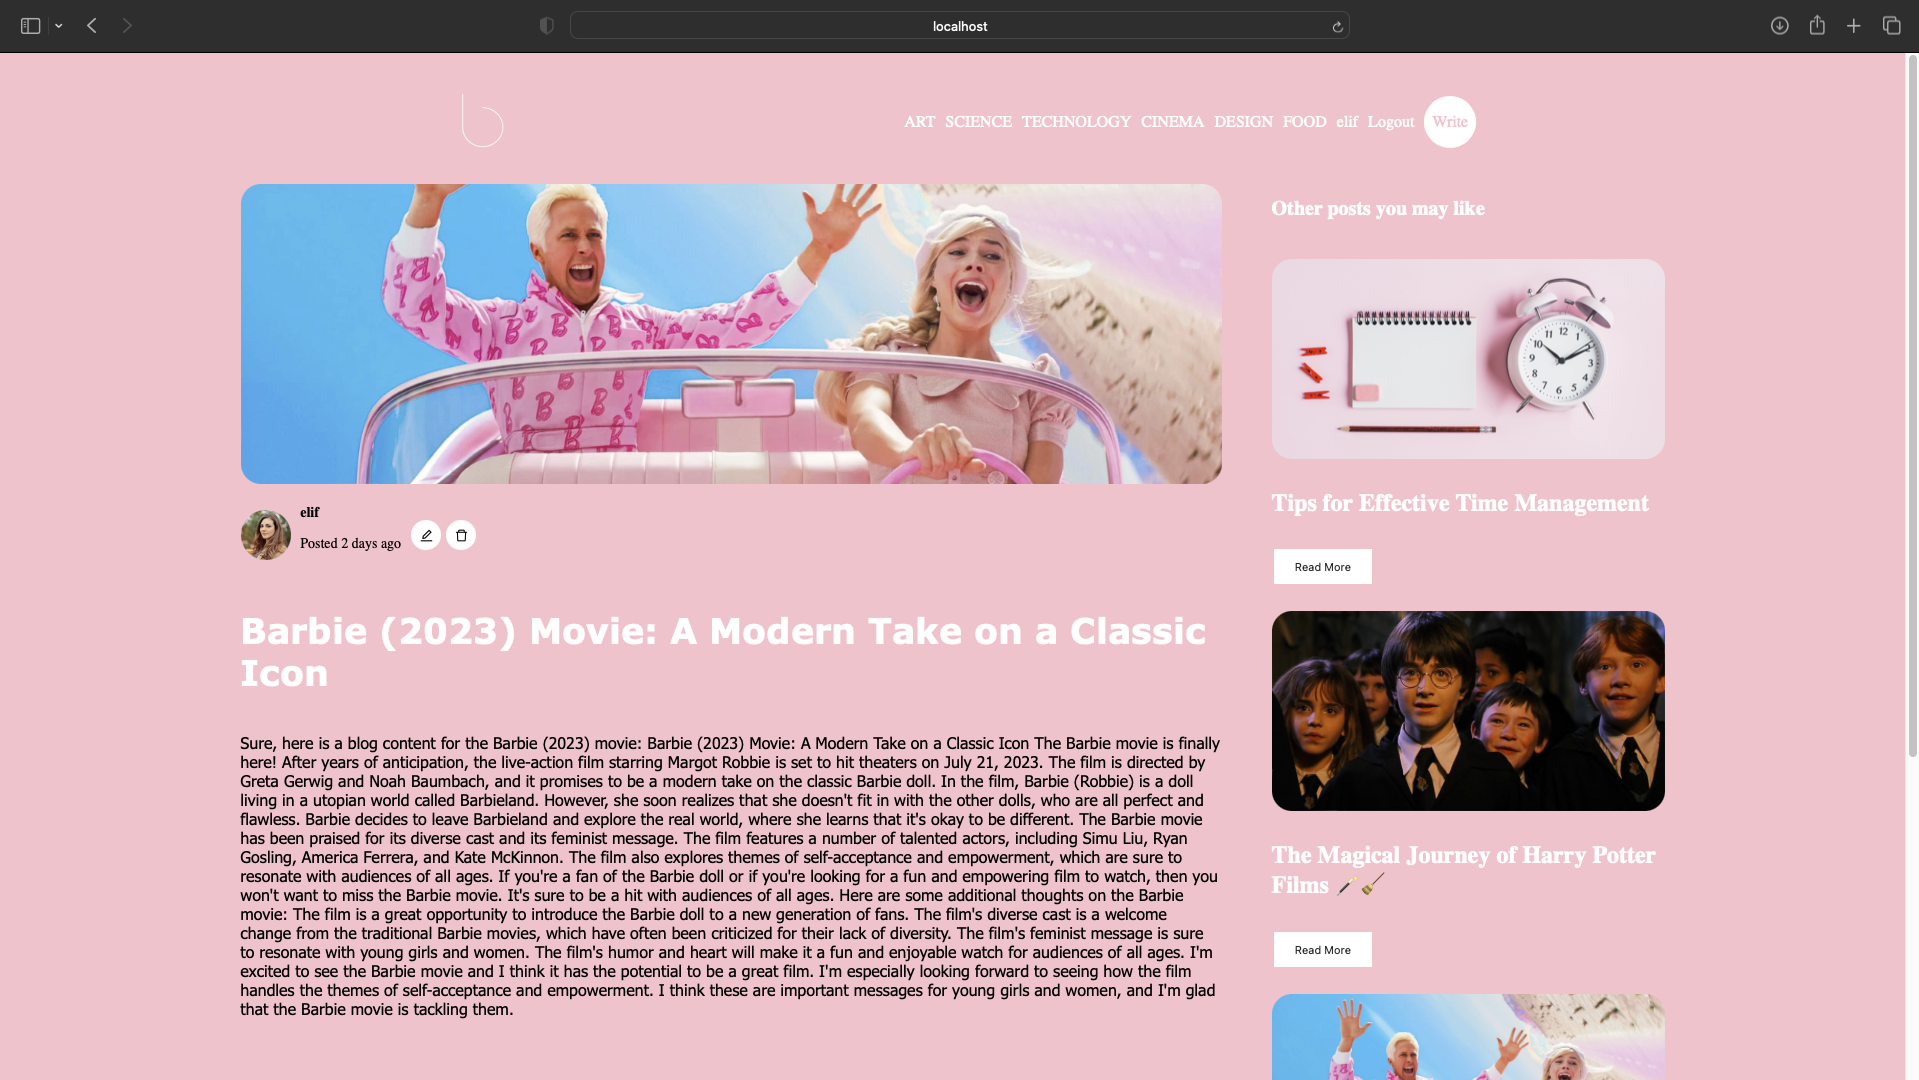 localhost
b
ART SCIENCE TECHNOLOGY CINEMA DESIGN FOOD elif Logout Write
elif
Posted 2 days ago
Barbie (2023) Movie: A Modern Take on a Classic
Icon
Sure, here is a blog content for the Barbie (2023) movie: Barbie (2023) Movie: A Modern Take on a Classic Icon The Barbie movie is finally
here! After years of anticipation, the live-action film starring Margot Robbie is set to hit theaters on July 21, 2023. The film is directed by
Greta Gerwig and Noah Baumbach, and it promises to be a modern take on the classic Barbie doll. In the film, Barbie (Robbie) is a doll
living in a utopian world called Barbieland. However, she soon realizes that she doesn't fit in with the other dolls, who are all perfect and
flawless. Barbie decides to leave Barbieland and explore the real world, where she learns that it's okay to be different. The Barbie movie
has been praised for its diverse cast and its feminist message. The film features a number of talented actors, including Simu Liu, Ryan
Gosling, America Ferrera, and Kate McKinnon. The film also explores themes of self-acceptance and empowerment, which are sure to
resonate with audiences of all ages. If you're a fan of the Barbie doll or if you're looking for a fun and empowering film to watch, then you
won't want to miss the Barbie movie. It's sure to be a hit with audiences of all ages. Here are some additional thoughts on the Barbie
movie: The film is a great opportunity to introduce the Barbie doll to a new generation of fans. The film's diverse cast is a welcome
change from the traditional Barbie movies, which have often been criticized for their lack of diversity. The film's feminist message is sure
to resonate with young girls and women. The film's humor and heart will make it a fun and enjoyable watch for audiences of all ages. I'm
excited to see the Barbie movie and I think it has the potential to be a great film. I'm especially looking forward to seeing how the film
handles the themes of self-acceptance and empowerment. I think these are important messages for young girls and women, and I'm glad
that the Barbie movie is tackling them.
Other posts you may like
11 12 1
10 2
9 3
8 4
7 6 5
Tips for Effective Time Management
Read More
The Magical Journey of Harry Potter
Films 🪄🧹
Read More